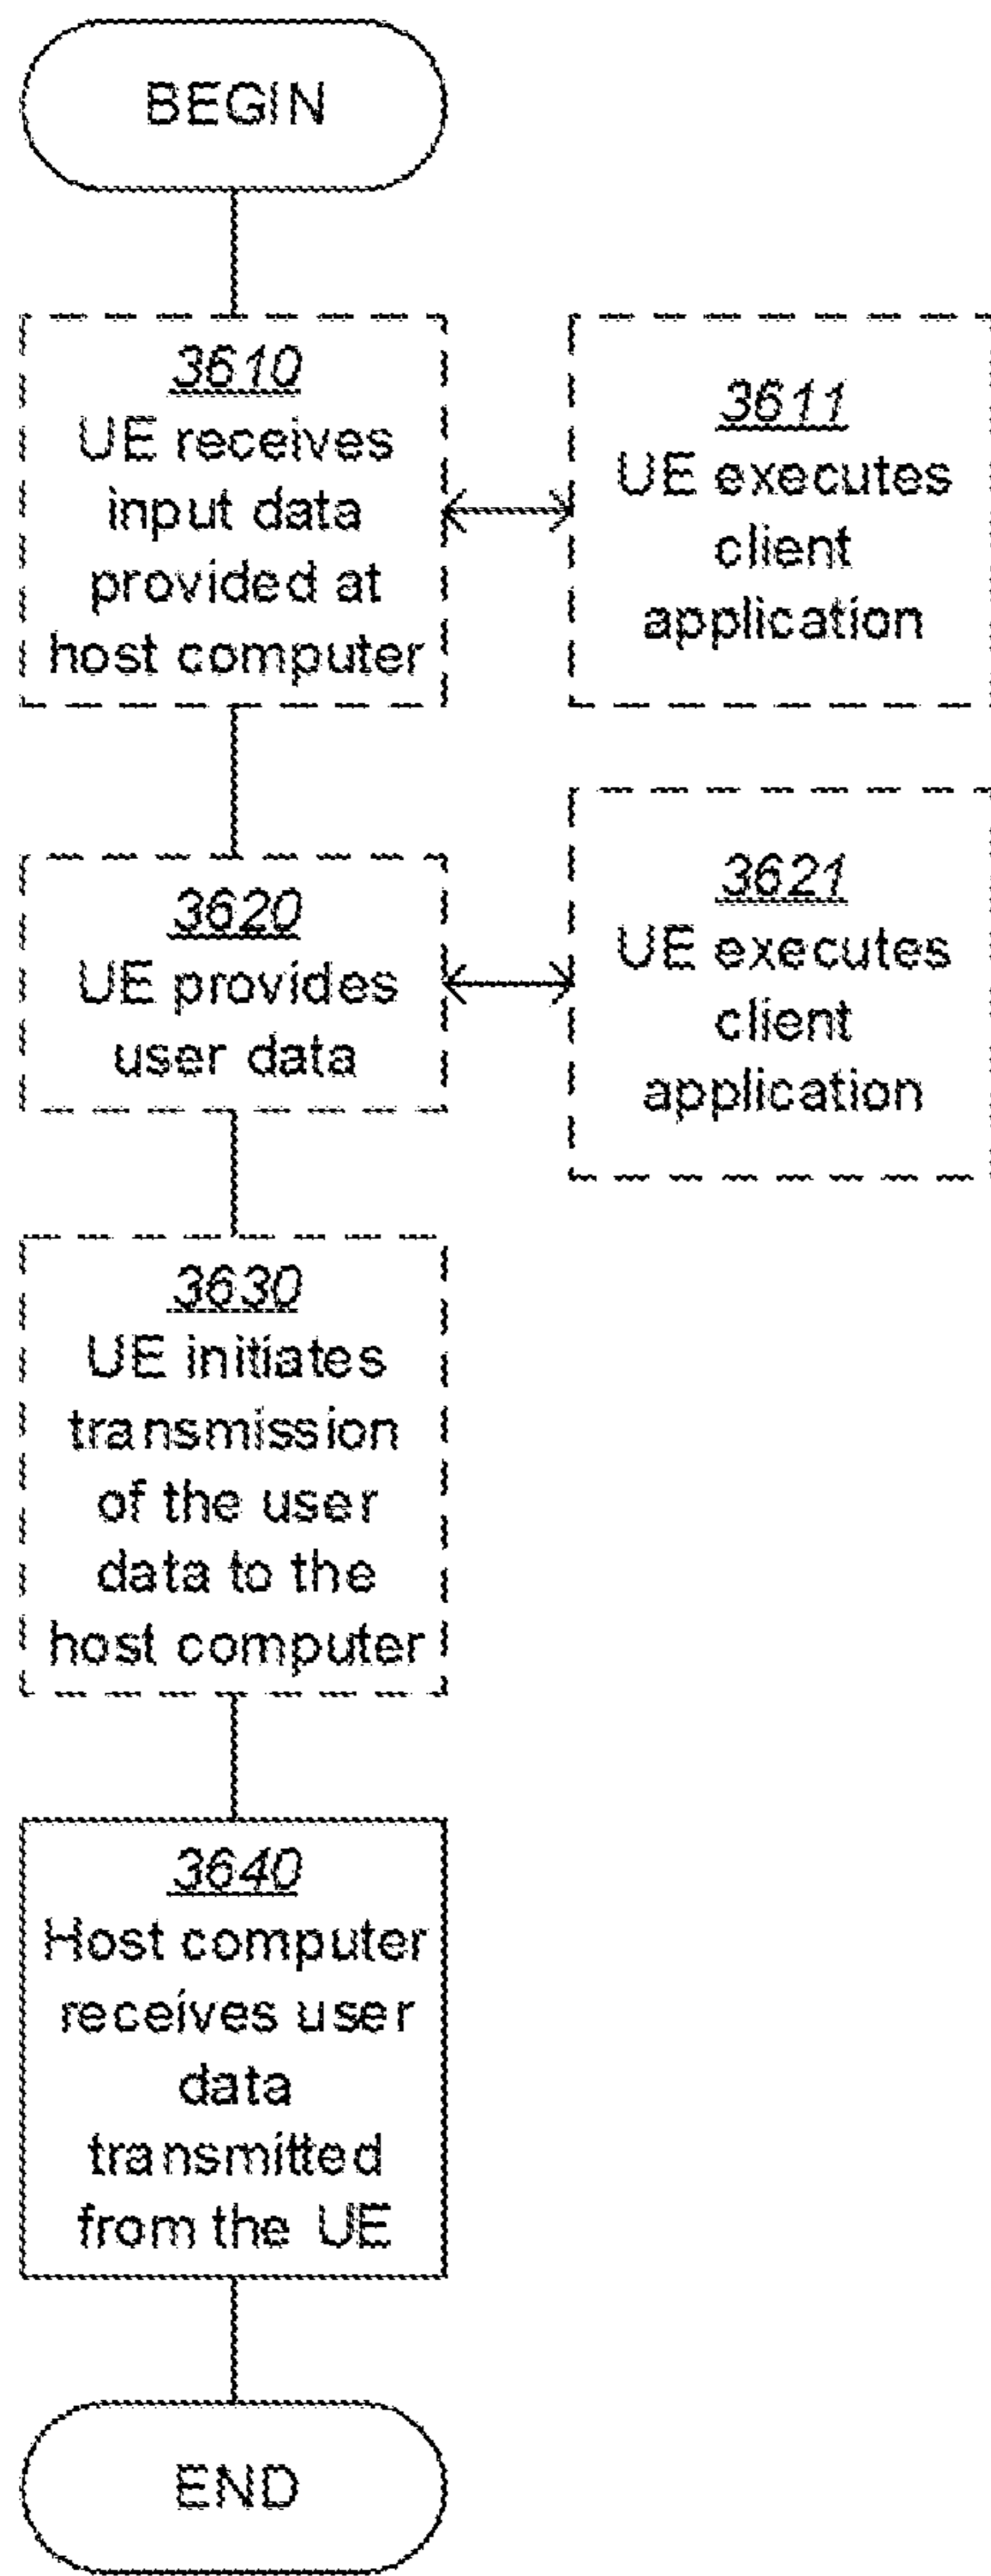 BEGIN
3610
UE receives
input data
provided at
host computer
3611
UE executes
client
application
3620
UE provides
user data
3621
UE executes
client
application
3630
UE initiates
transmission
of the user
data to the
host computer
3640
Host computer
receives user
data
transmitted
from the UE
END